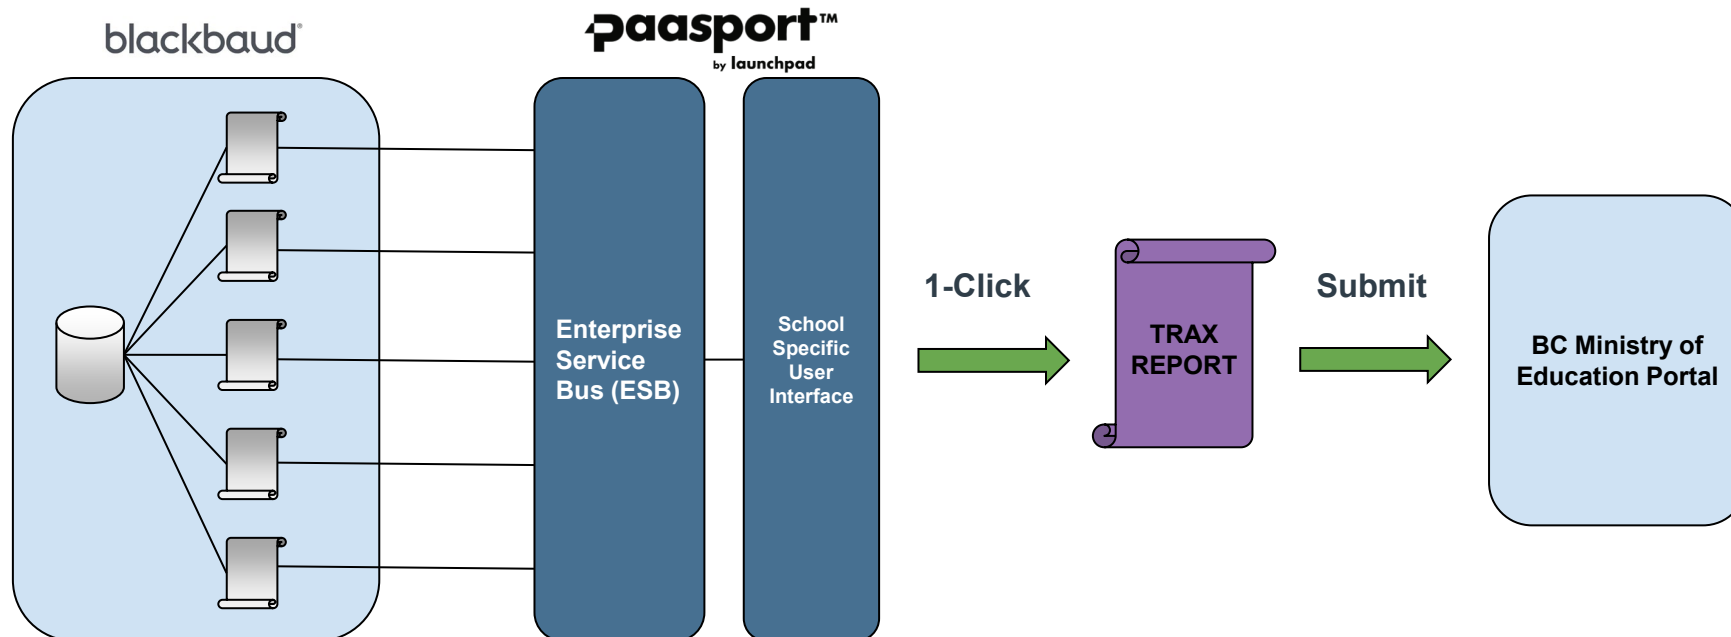 blackbaud®
paasport™
by launchpad
Enterprise
Service
Bus (ESB)
School
Specific
User
Interface
1-Click
TRAX
REPORT
Submit
BC Ministry of
Education Portal